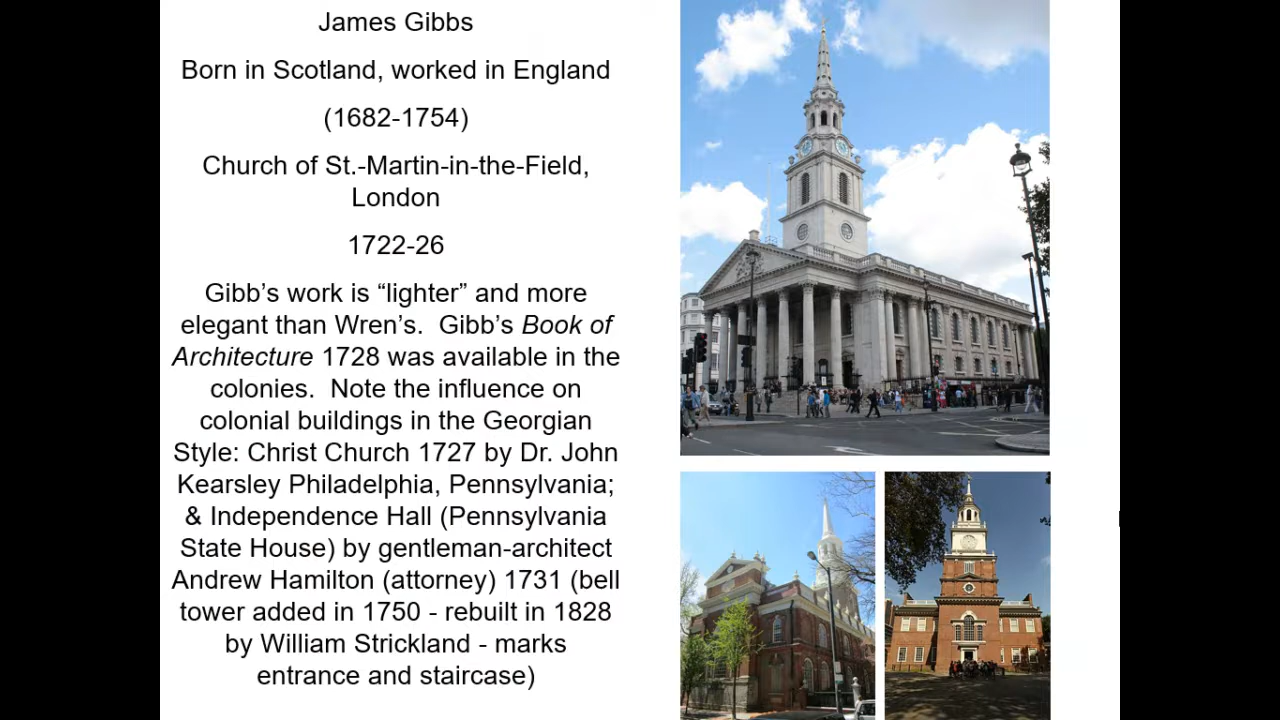 James Gibbs
Born in Scotland, worked in England
(1682-1754)
Church of St.-Martin-in-the-Field,
London
1722-26
Gibb’s work is “lighter” and more
elegant than Wren’s.  Gibb’s Book of
Architecture 1728 was available in the
colonies.  Note the influence on
colonial buildings in the Georgian
Style: Christ Church 1727 by Dr. John
Kearsley Philadelphia, Pennsylvania;
& Independence Hall (Pennsylvania
State House) by gentleman-architect
Andrew Hamilton (attorney) 1731 (bell
tower added in 1750 - rebuilt in 1828
by William Strickland - marks
entrance and staircase)